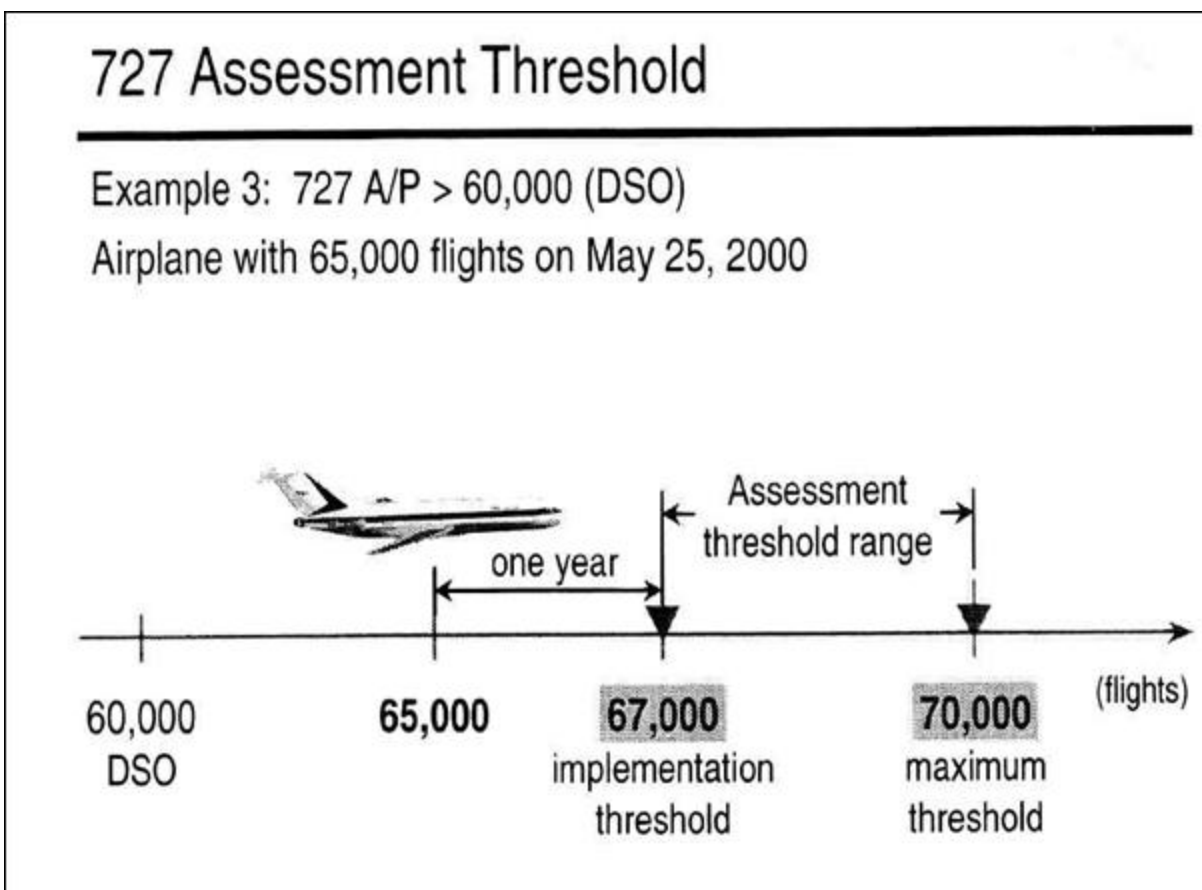 727 Assessment Threshold
Example 3: 727 A/P > 60,000 (DSO)
Airplane with 65,000 flights on May 25, 2000
Assessment
threshold range
one year
60,000
DSO
65,000
67,000
implementation
threshold
70,000
maximum
threshold
(flights)